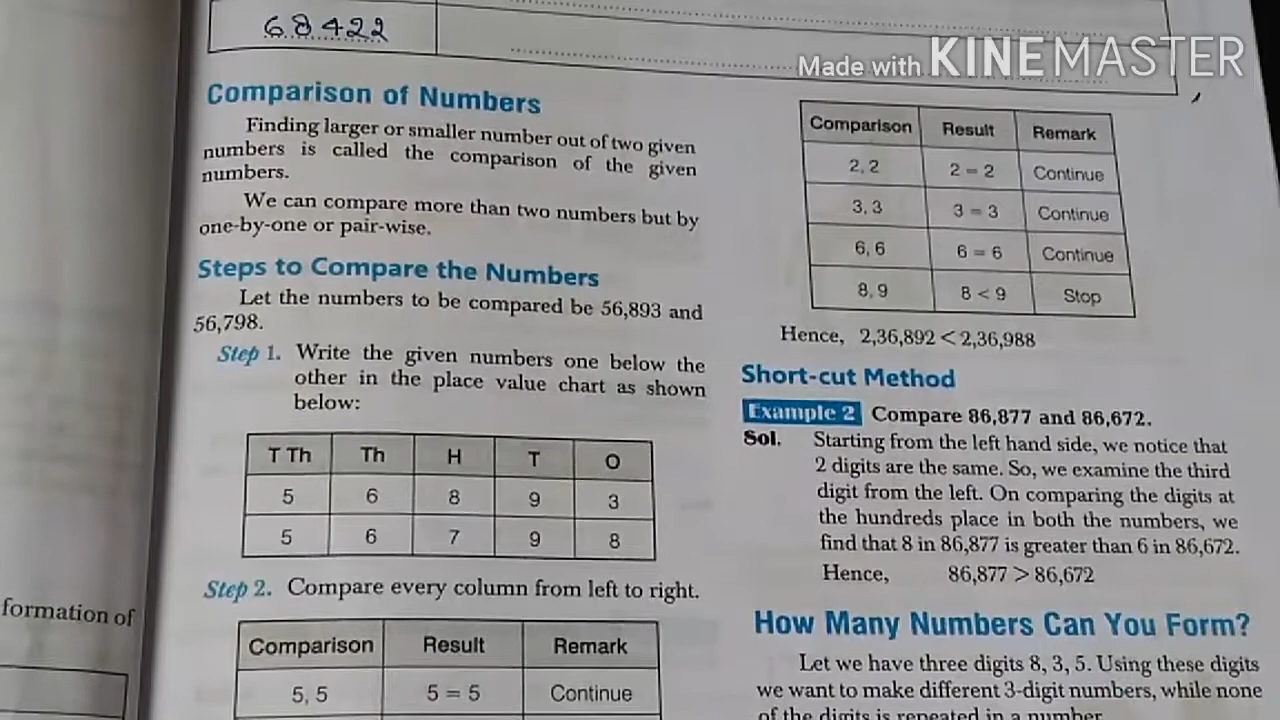 68422
Made with KINEMASTER
Comparison of Numbers
Finding larger or smaller number out of two given
numbers is called the comparison of the given
numbers.
We can compare more than two numbers but by
one-by-one or pair-wise.
Steps to Compare the Numbers
Let the numbers to be compared be 56,893 and
56,798.
Step 1. Write the given numbers one below the
other in the place value chart as shown
below:
T Th Th H T O
5 6 8 9 3
5 6 7 9 8
Step 2. Compare every column from left to right.
Comparison Result Remark
5, 5 5 = 5 Continue
Comparison Result Remark
2, 2 2 = 2 Continue
3, 3 3 = 3 Continue
6, 6 6 = 6 Continue
8, 9 8 < 9 Stop
Hence, 2,36,892 < 2,36,988
Short-cut Method
Example 2 Compare 86,877 and 86,672.
Sol. Starting from the left hand side, we notice that
2 digits are the same. So, we examine the third
digit from the left. On comparing the digits at
the hundreds place in both the numbers, we
find that 8 in 86,877 is greater than 6 in 86,672.
Hence, 86,877 > 86,672
How Many Numbers Can You Form?
Let we have three digits 8, 3, 5. Using these digits
we want to make different 3-digit numbers, while none
of the digits is repeated in a number.
formation of